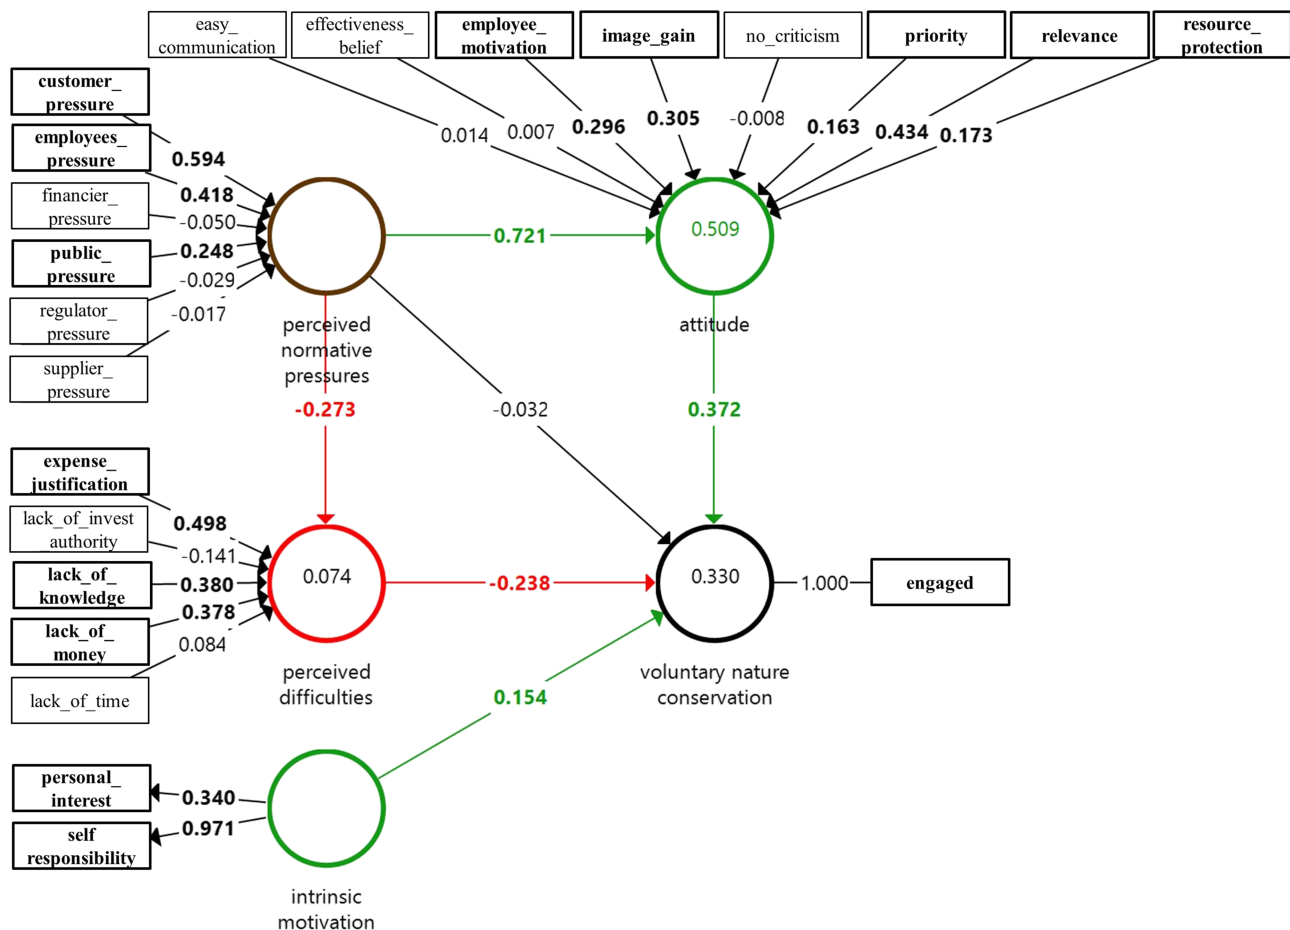 easy_
communication
effectiveness_
belief
employee_
motivation
image_gain
no_criticism
priority
relevance
resource_
protection
customer_
pressure
employees_
pressure
financier_
pressure
public_
pressure
regulator_
pressure
supplier_
pressure
0.594
0.418
-0.050
0.248
-0.029
-0.017
0.014
0.007
0.296
0.305
-0.008
0.163
0.434
0.173
0.721
0.509
perceived
normative
pressures
attitude
-0.273
-0.032
0.372
expense_
justification
lack_of_invest
_authority
lack_of_
knowledge
lack_of_
money
lack_of_time
0.498
-0.141
0.380
0.378
0.084
0.074
-0.238
0.330
1.000
engaged
perceived
difficulties
voluntary nature
conservation
0.154
personal_
interest
self
responsibility
0.340
0.971
intrinsic
motivation